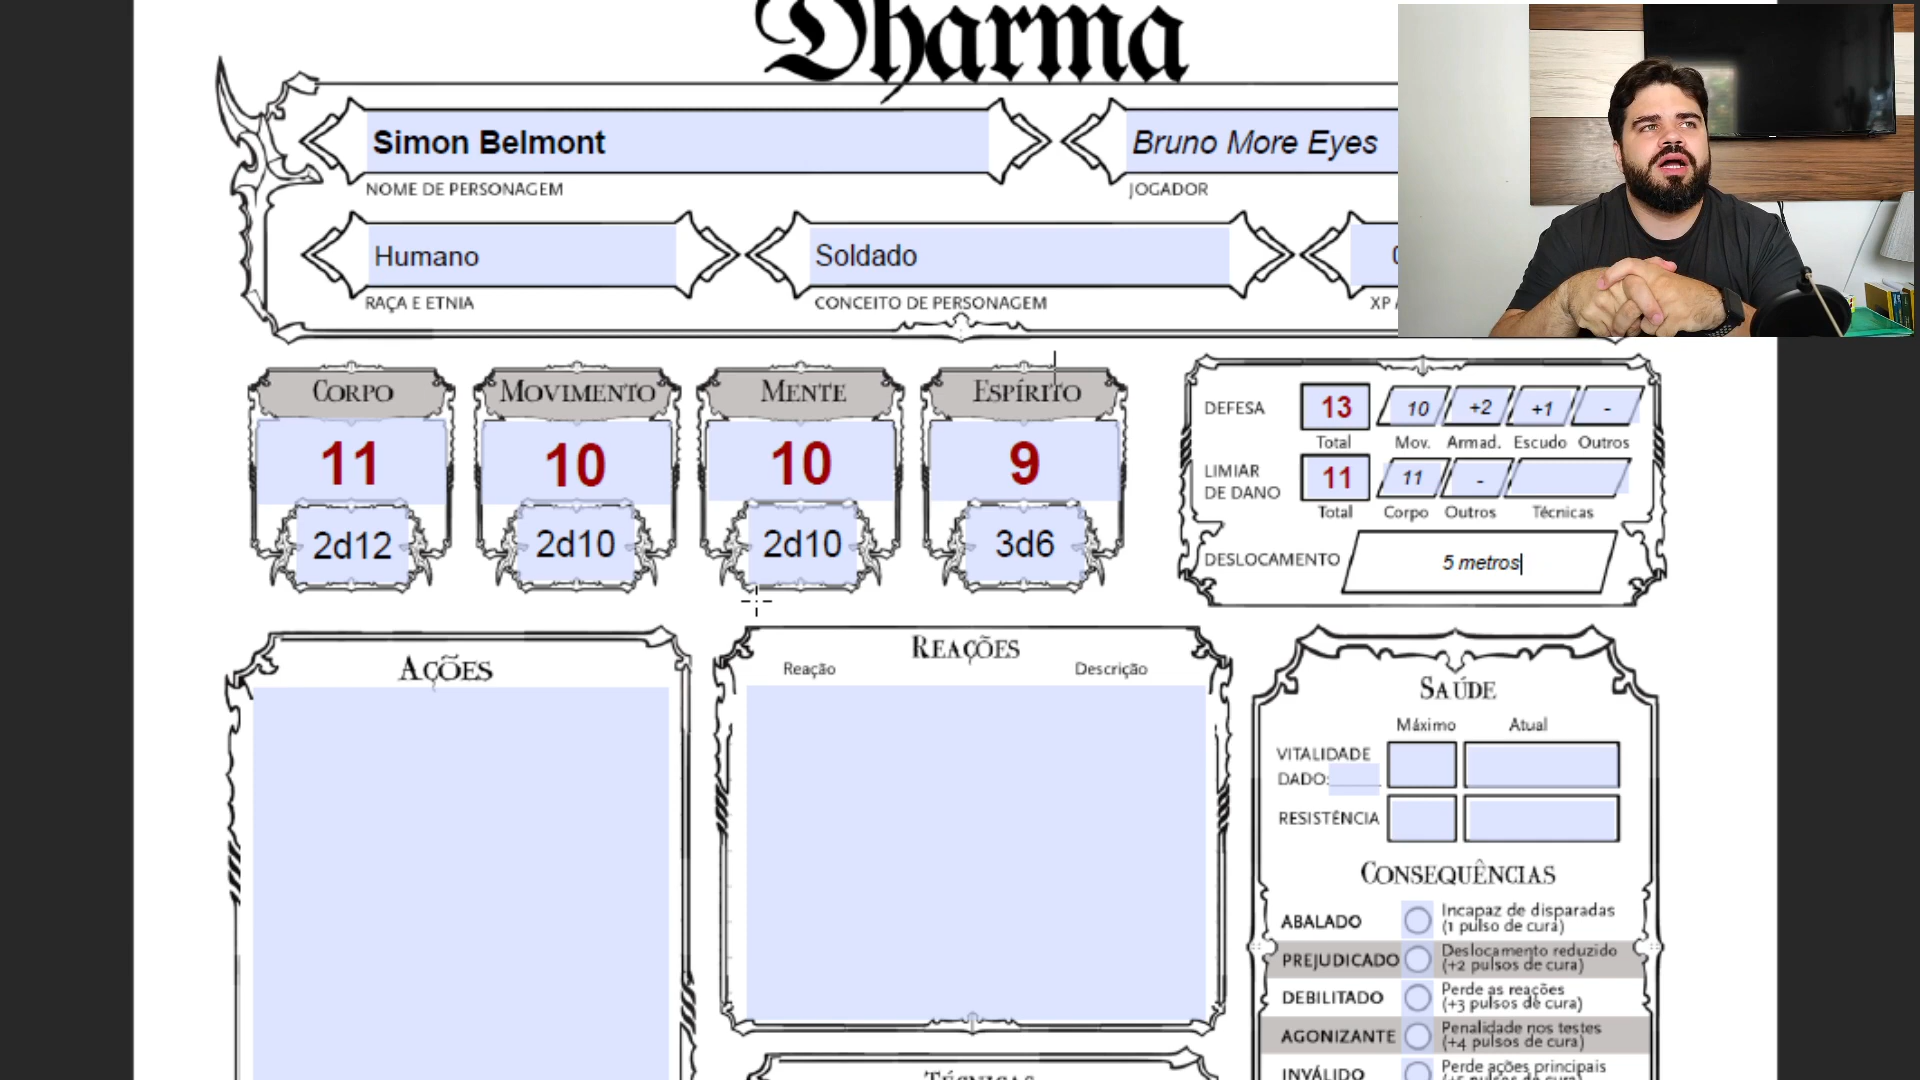 Dharma
Simon Belmont
Bruno More Eyes
NOME DE PERSONAGEM
JOGADOR
Humano
Soldado
RAÇA E ETNIA
CONCEITO DE PERSONAGEM
XP
CORPO
MOVIMENTO
MENTE
ESPÍRITO
11
10
10
9
2d12
2d10
2d10
3d6
DEFESA
13
10
+2
+1
-
Total
Mov.
Armad.
Escudo
Outros
LIMIAR
DE DANO
11
11
-
Total
Corpo
Outros
Técnicas
DESLOCAMENTO
5 metros
AÇÕES
REAÇÕES
Reação
Descrição
SAÚDE
Máximo
Atual
VITALIDADE
DADO:
RESISTÊNCIA
CONSEQUÊNCIAS
ABALADO
Incapaz de disparadas
(1 pulso de cura)
PREJUDICADO
Deslocamento reduzido
(+2 pulsos de cura)
DEBILITADO
Perde as reações
(+3 pulsos de cura)
AGONIZANTE
Penalidade nos testes
(+4 pulsos de cura)
INVÁLIDO
Perde ações principais
TÉCNICAS